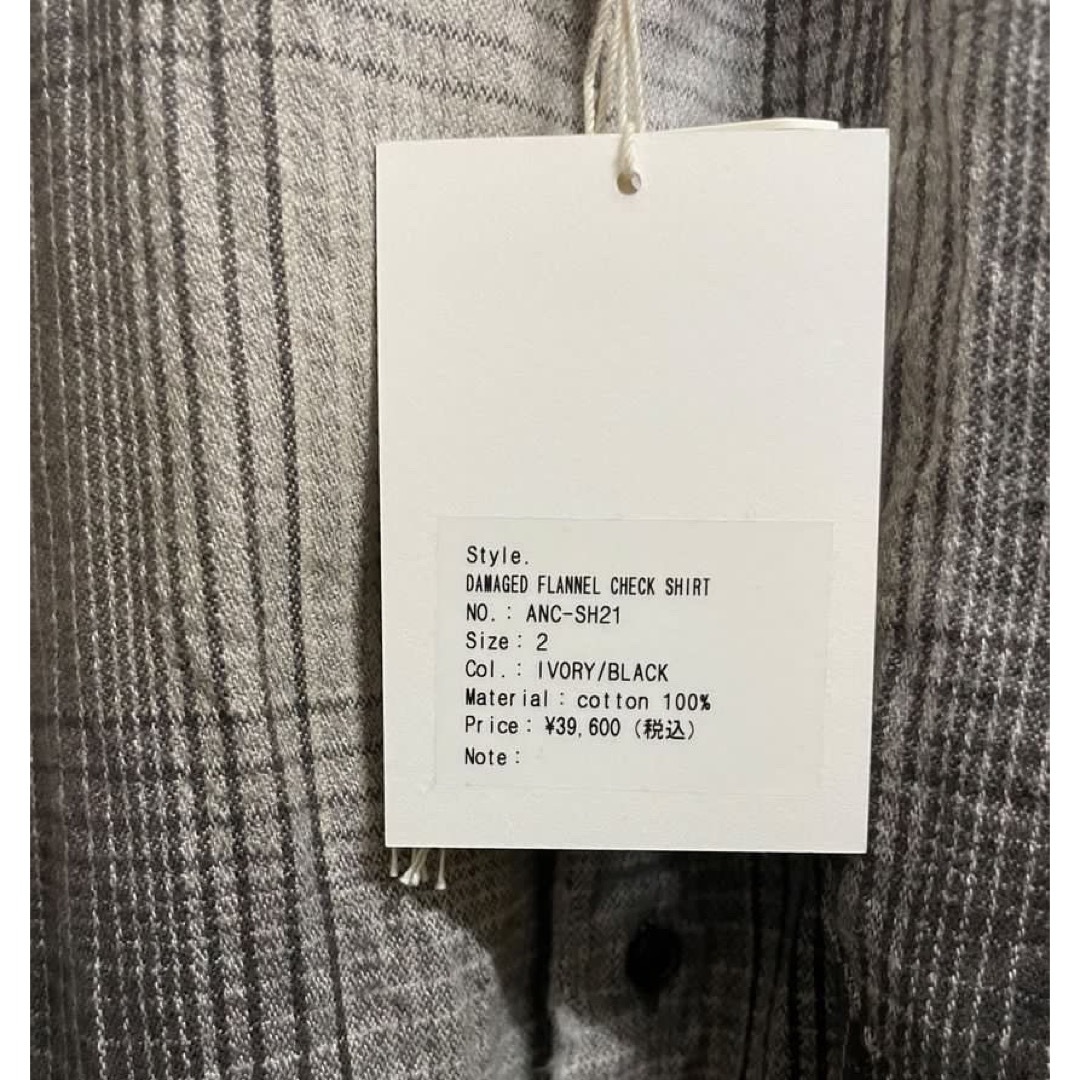 Style.
DAMAGED FLANNEL CHECK SHIRT
NO.: ANC-SH21
Size: 2
Col.: IVORY/BLACK
Material: cotton 100%
Price: ¥39,600 (税込)
Note: